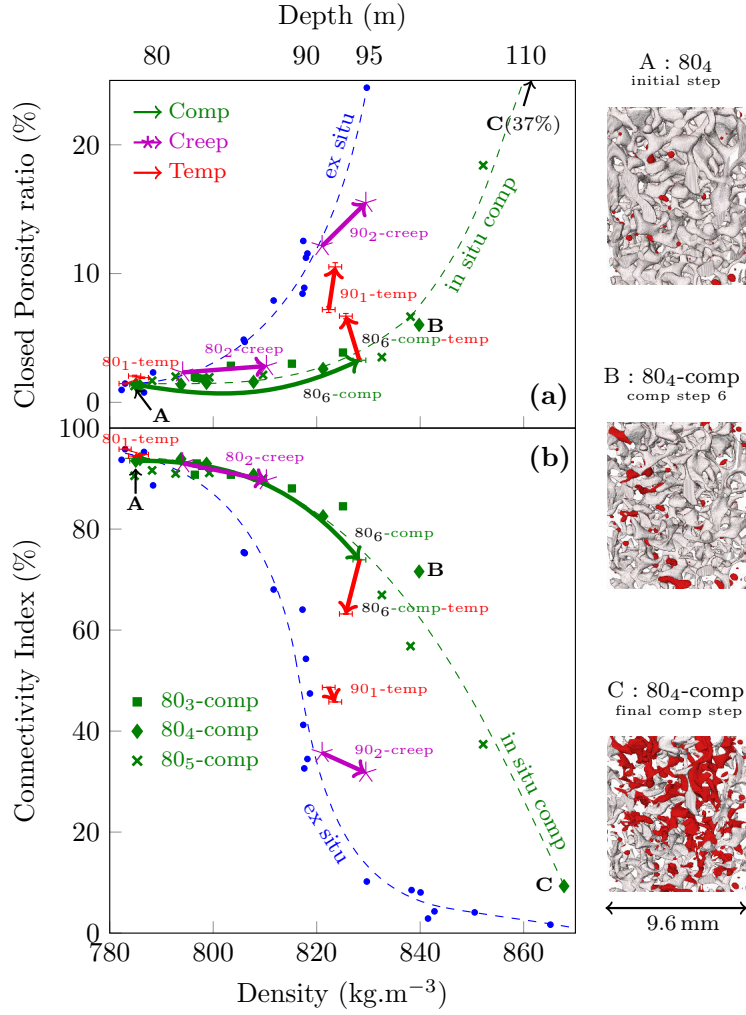 Depth (m)
80 90 95 110
Closed Porosity ratio (%)
20
10
0
Comp
Creep
Temp
ex situ
in situ comp
C(37%)
90₂-creep
90₁-temp
B
80₆-comp-temp
80₂-creep
80₁-temp
80₆-comp
A
(a)
Connectivity Index (%)
100
80
60
40
20
0
80₁-temp
80₂-creep
(b)
A
80₆-comp
B
80₆-comp-temp
90₁-temp
80₃-comp
80₄-comp
80₅-comp
90₂-creep
ex situ
in situ comp
C
780 800 820 840 860
Density (kg.m⁻³)
A : 80₄
initial step
B : 80₄-comp
comp step 6
C : 80₄-comp
final comp step
9.6 mm